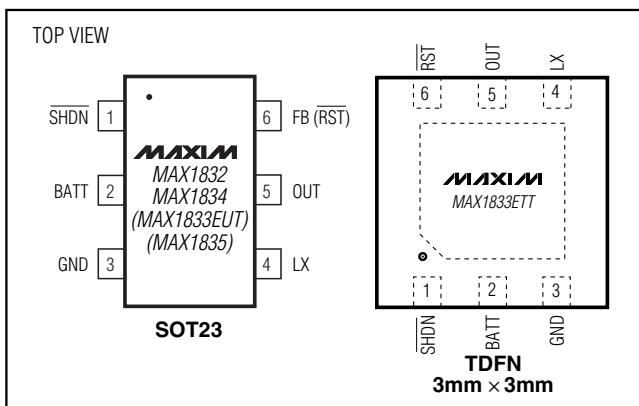 TOP VIEW
SHDN 1
BATT 2
GND 3
6 FB (RST)
5 OUT
4 LX
MAXIM
MAX1832
MAX1834
(MAX1833EUT)
(MAX1835)
SOT23
RST
OUT
LX
6 5 4
MAXIM
MAX1833ETT
1 2 3
SHDN
BATT
GND
TDFN
3mm × 3mm